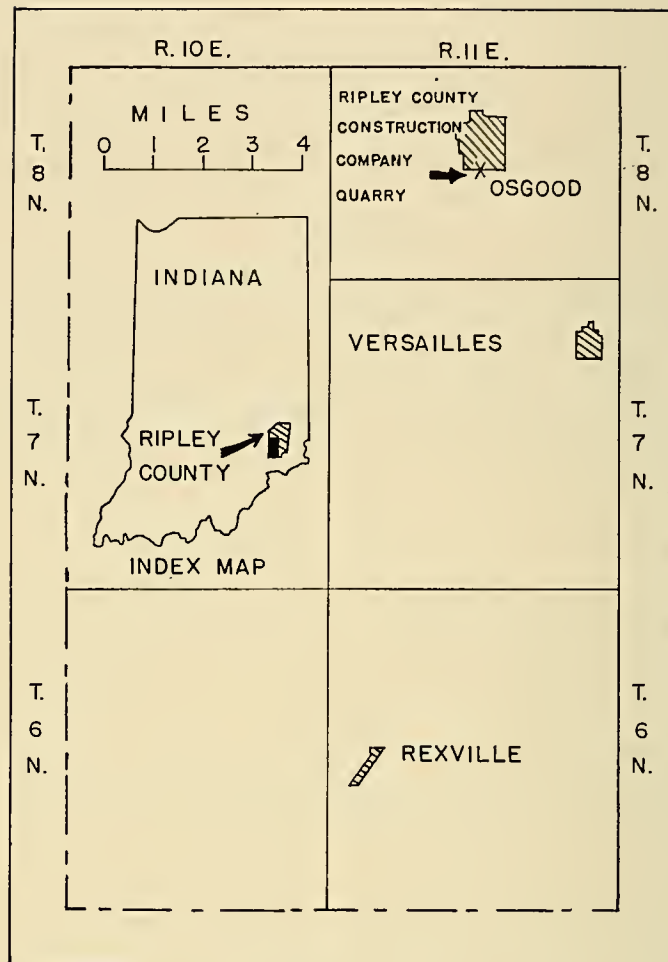 R. 10 E. R. 11 E.
MILES
0 1 2 3 4
T. 8 N.
RIPLEY COUNTY
CONSTRUCTION
COMPANY
QUARRY
OSGOOD
T. 8 N.
INDIANA
RIPLEY
COUNTY
INDEX MAP
VERSAILLES
T. 7 N.
T. 7 N.
T. 6 N.
REXVILLE
T. 6 N.